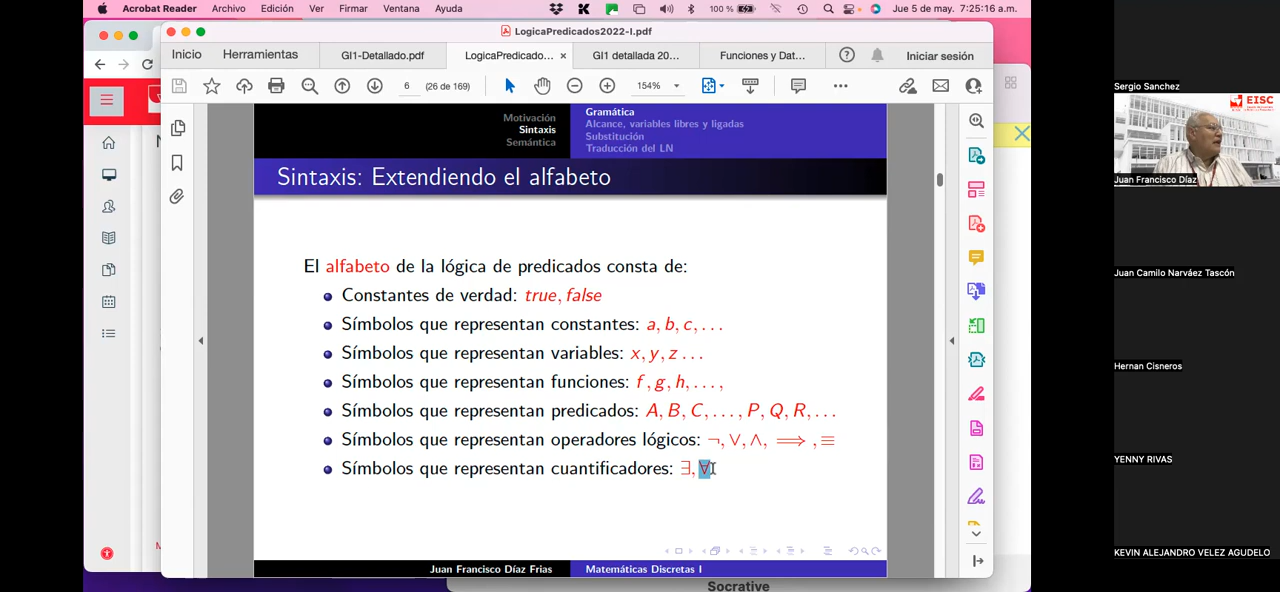 Acrobat Reader Archivo Edición Ver Firmar Ventana Ayuda 100 % Jue 5 de may. 7:25:16 a.m.
LogicaPredicados2022-I.pdf
Inicio Herramientas GI1-Detallado.pdf LogicaPredicado... × GI1 detallada 20... Funciones y Dat... Iniciar sesión
6 (26 de 169) 154%
Motivación
Sintaxis
Semántica
Gramática
Alcance, variables libres y ligadas
Substitución
Traducción del LN
Sintaxis: Extendiendo el alfabeto
El alfabeto de la lógica de predicados consta de:
Constantes de verdad: true, false
Símbolos que representan constantes: a, b, c, . . .
Símbolos que representan variables: x, y, z . . .
Símbolos que representan funciones: f , g, h, . . . ,
Símbolos que representan predicados: A, B, C, . . . , P, Q, R, . . .
Símbolos que representan operadores lógicos: ¬, ∨, ∧, ⟹ , ≡
Símbolos que representan cuantificadores: ∃, ∀
Juan Francisco Díaz Frias Matemáticas Discretas I
Socrative
Sergio Sanchez
EISC
Juan Francisco Díaz
Juan Camilo Narváez Tascón
Hernan Cisneros
YENNY RIVAS
KEVIN ALEJANDRO VELEZ AGUDELO